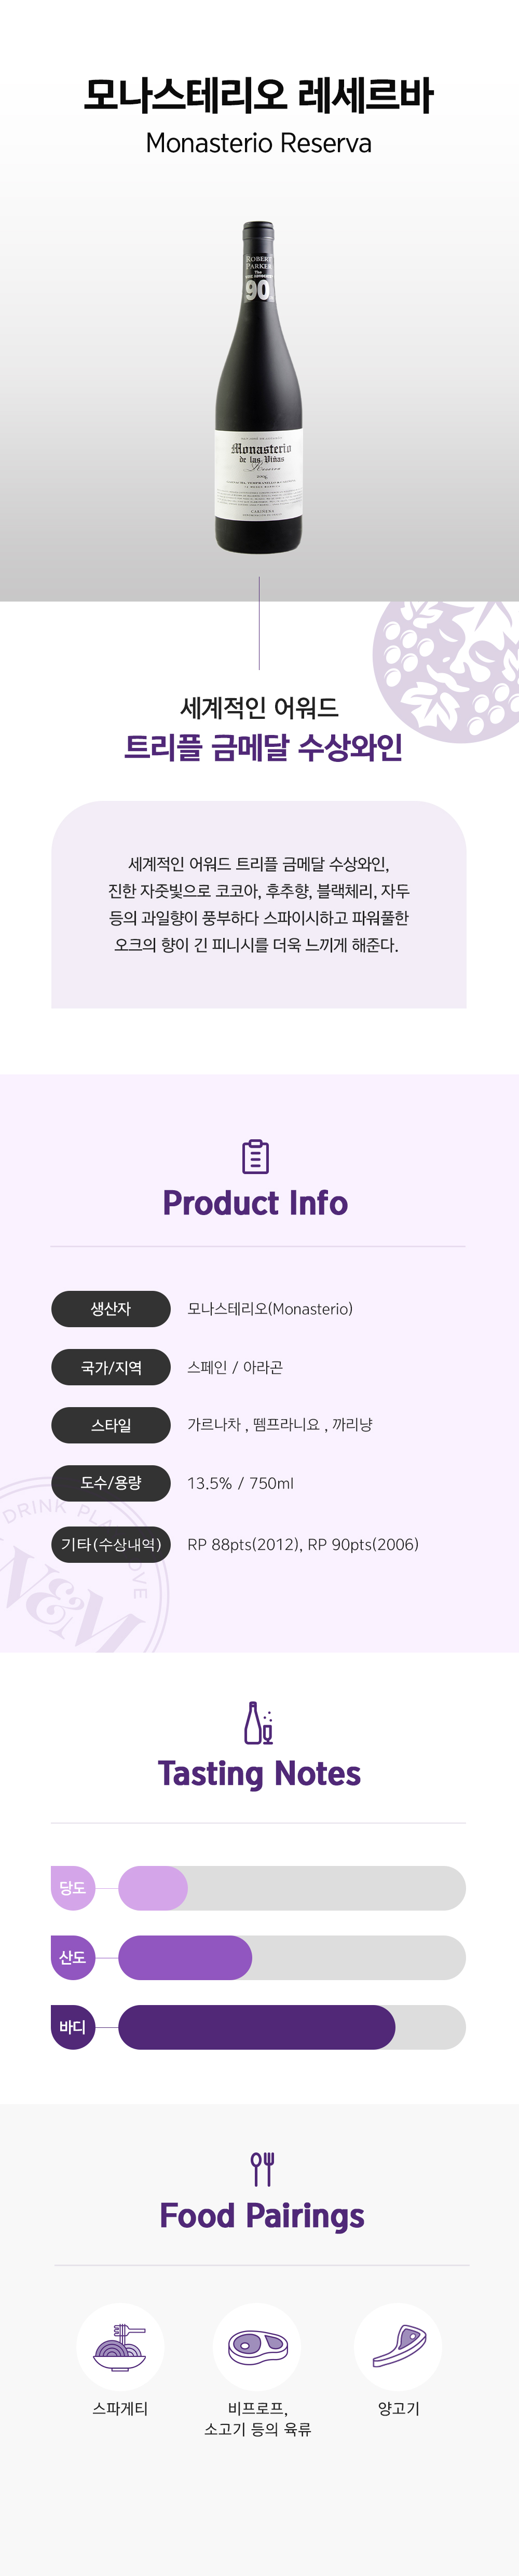 모나스테리오 레세르바
Monasterio Reserva
ROBERT
PARKER
The
90
Monasterio
de las Viñas
Reserva
CARIÑENA
세계적인 어워드
트리플 금메달 수상와인
세계적인 어워드 트리플 금메달 수상와인,
진한 자줏빛으로 코코아, 후추향, 블랙체리, 자두
등의 과일향이 풍부하다 스파이시하고 파워풀한
오크의 향이 긴 피니시를 더욱 느끼게 해준다.
Product Info
생산자 모나스테리오(Monasterio)
국가/지역 스페인 / 아라곤
스타일 가르나차 , 뗌프라니요 , 까리냥
도수/용량 13.5% / 750ml
기타(수상내역) RP 88pts(2012), RP 90pts(2006)
DRINK
W&M
Tasting Notes
당도
산도
바디
Food Pairings
스파게티
비프로프,
소고기 등의 육류
양고기